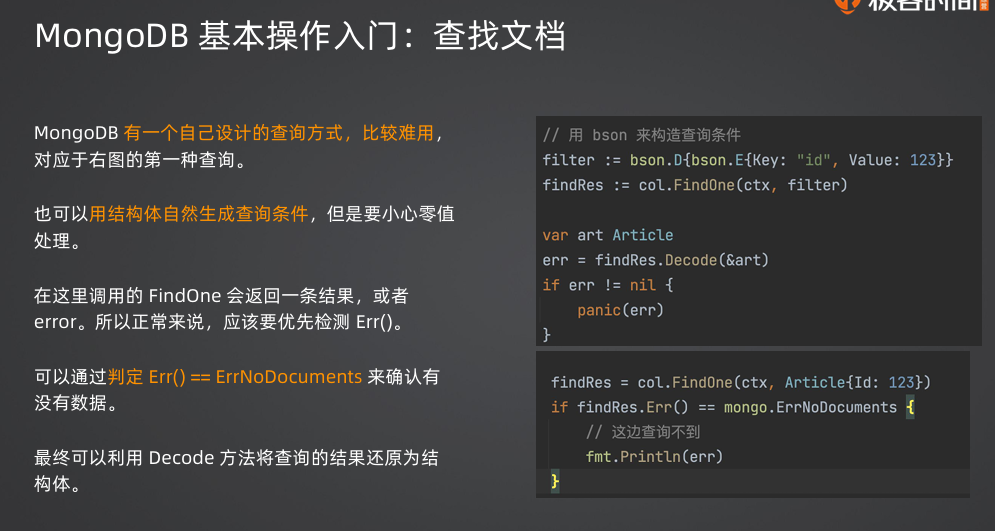 极客时间
MongoDB 基本操作入门：查找文档
MongoDB 有一个自己设计的查询方式，比较难用，
对应于右图的第一种查询。
也可以用结构体自然生成查询条件，但是要小心零值
处理。
在这里调用的 FindOne 会返回一条结果，或者
error。所以正常来说，应该要优先检测 Err()。
可以通过判定 Err() == ErrNoDocuments 来确认有
没有数据。
最终可以利用 Decode 方法将查询的结果还原为结
构体。
// 用 bson 来构造查询条件
filter := bson.D{bson.E{Key: "id", Value: 123}}
findRes := col.FindOne(ctx, filter)
var art Article
err = findRes.Decode(&art)
if err != nil {
panic(err)
}
findRes = col.FindOne(ctx, Article{Id: 123})
if findRes.Err() == mongo.ErrNoDocuments {
// 这边查询不到
fmt.Println(err)
}